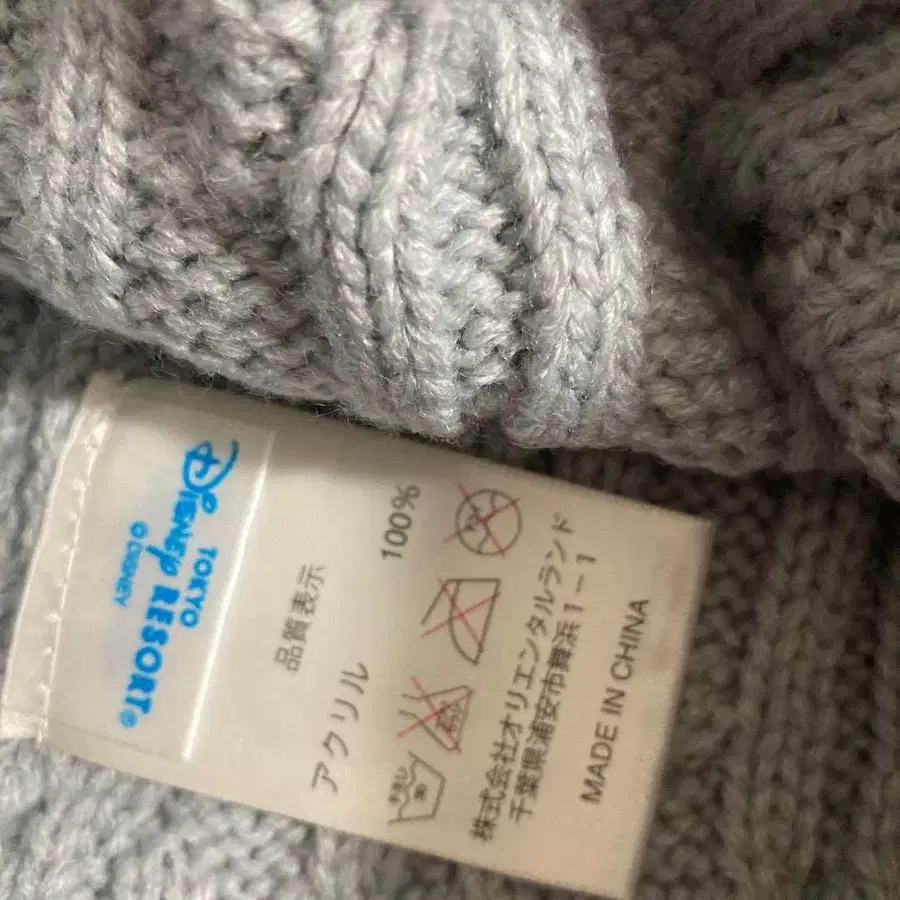 TOKYO
DISNEY RESORT®
©DISNEY
品質表示
アクリル 100%
株式会社オリエンタルランド
千葉県浦安市舞浜1-1
MADE IN CHINA